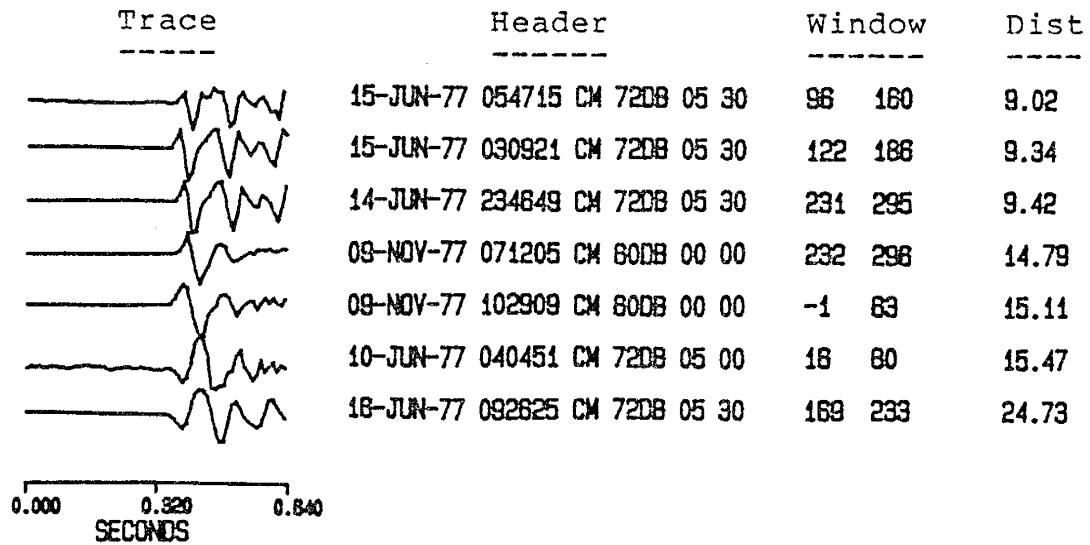 Trace Header Window Dist
----- ------ ------ ----
15-JUN-77 054715 CM 72DB 05 30 96 160 9.02
15-JUN-77 030921 CM 72DB 05 30 122 186 9.34
14-JUN-77 234649 CM 72DB 05 30 231 295 9.42
09-NOV-77 071205 CM 60DB 00 00 232 296 14.79
09-NOV-77 102909 CM 60DB 00 00 -1 63 15.11
10-JUN-77 040451 CM 72DB 05 00 16 80 15.47
16-JUN-77 092625 CM 72DB 05 30 169 233 24.73
0.000 0.320 0.640
SECONDS